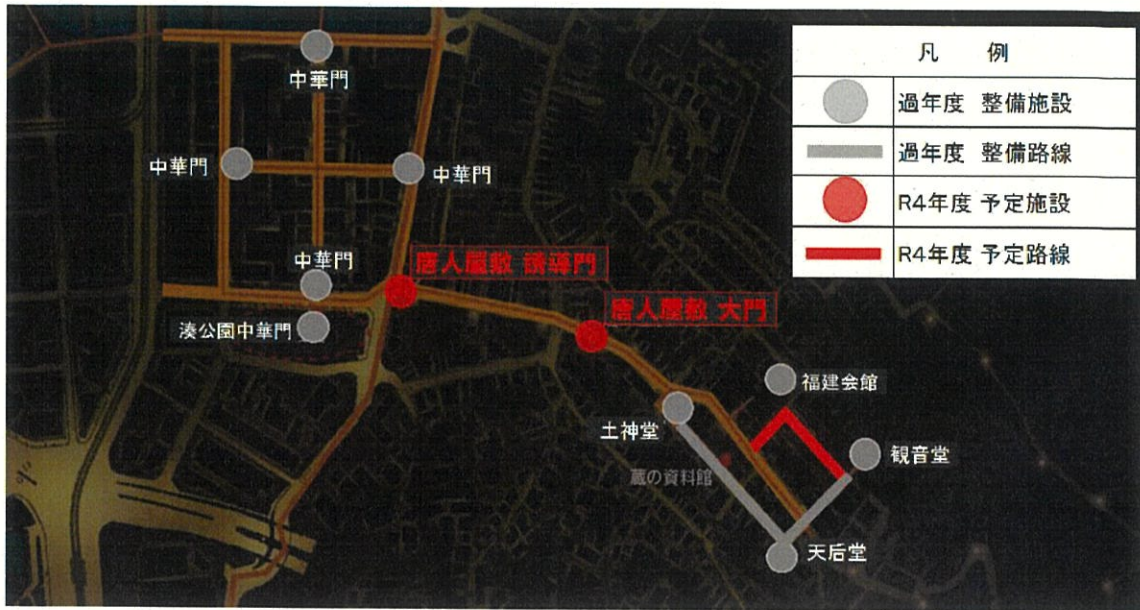 凡　例
過年度 整備施設
過年度 整備路線
R4年度 予定施設
R4年度 予定路線
中華門
中華門
中華門
中華門
湊公園中華門
唐人屋敷 誘導門
唐人屋敷 大門
福建会館
土神堂
観音堂
蔵の資料館
天后堂